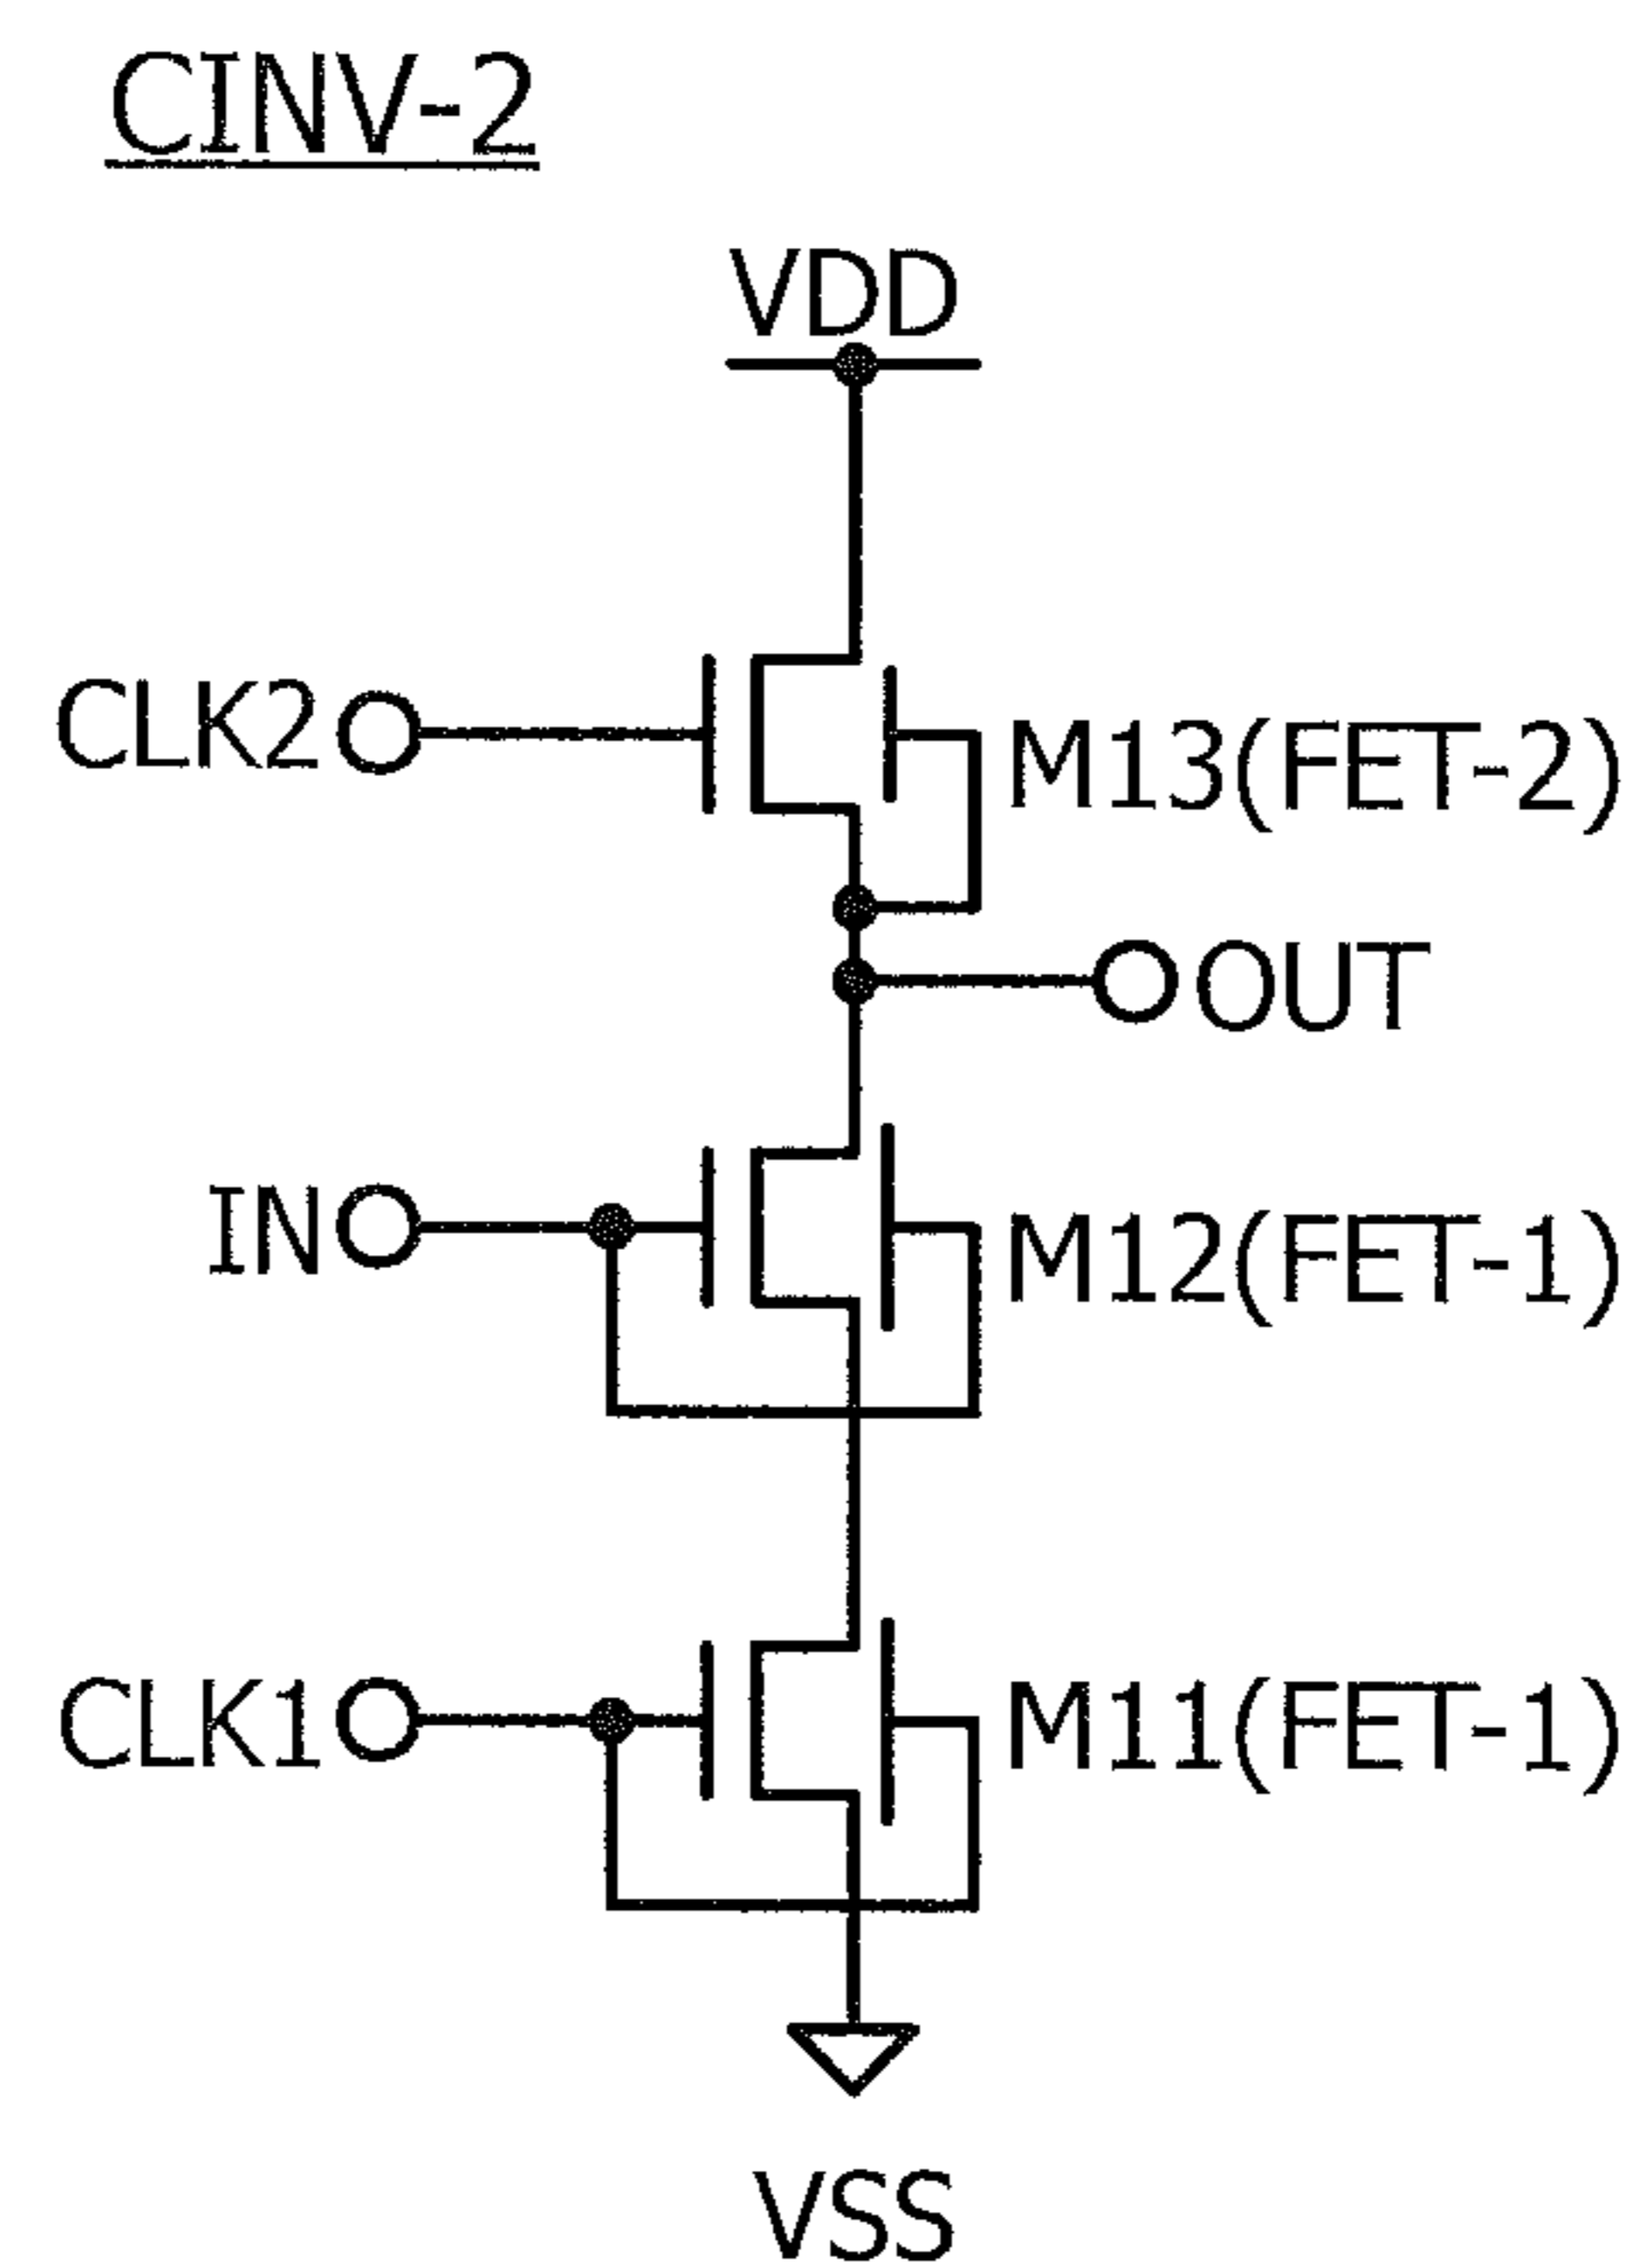 CINV-2
VDD
CLK2
M13(FET-2)
OUT
IN
M12(FET-1)
CLK1
M11(FET-1)
VSS